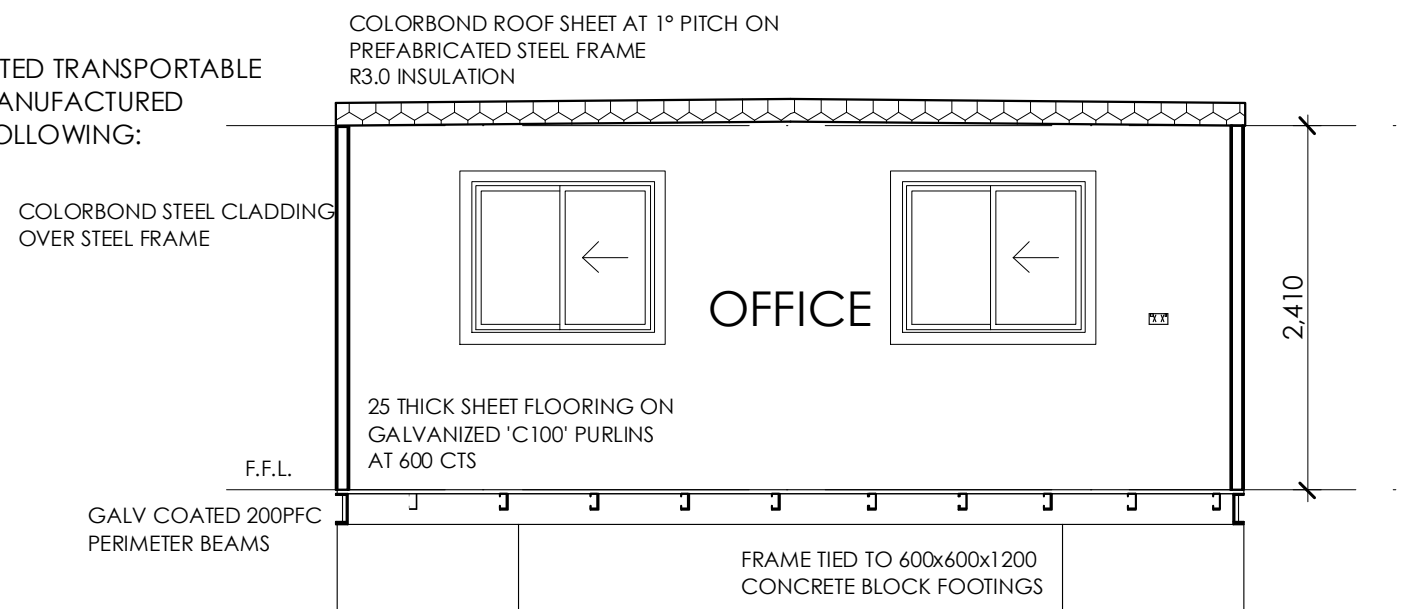 COLORBOND ROOF SHEET AT 1° PITCH ON
PREFABRICATED STEEL FRAME
R3.0 INSULATION
TED TRANSPORTABLE
ANUFACTURED
OLLOWING:
COLORBOND STEEL CLADDING
OVER STEEL FRAME
OFFICE
2,410
25 THICK SHEET FLOORING ON
GALVANIZED 'C100' PURLINS
AT 600 CTS
F.F.L.
GALV COATED 200PFC
PERIMETER BEAMS
FRAME TIED TO 600x600x1200
CONCRETE BLOCK FOOTINGS